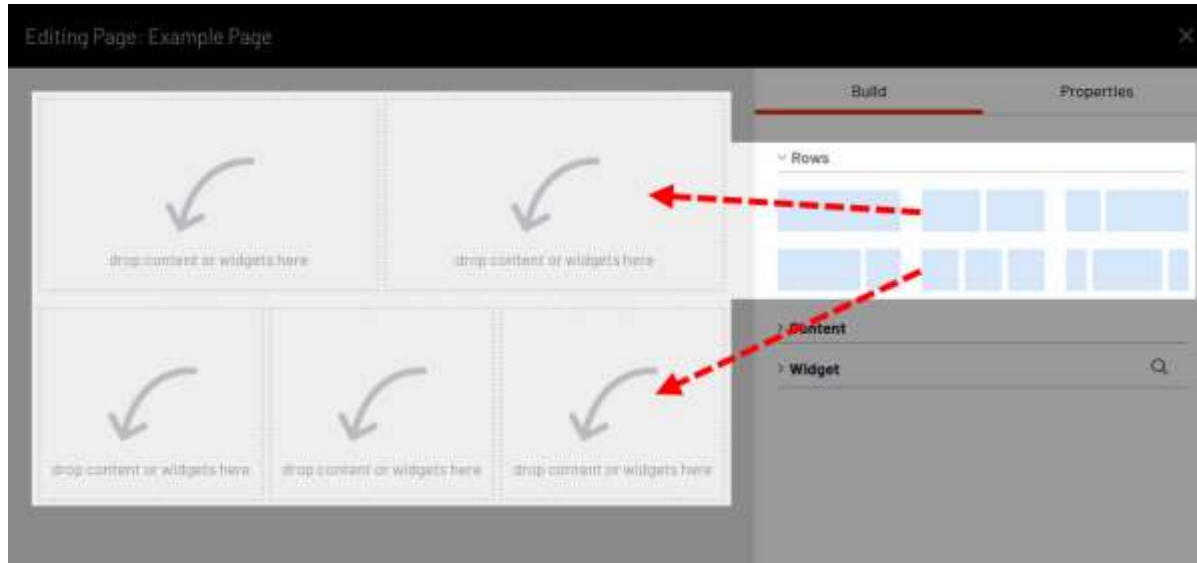 Editing Page: Example Page
Build
Properties
Rows
drop content or widgets here
drop content or widgets here
Content
Widget
drop content or widgets here
drop content or widgets here
drop content or widgets here